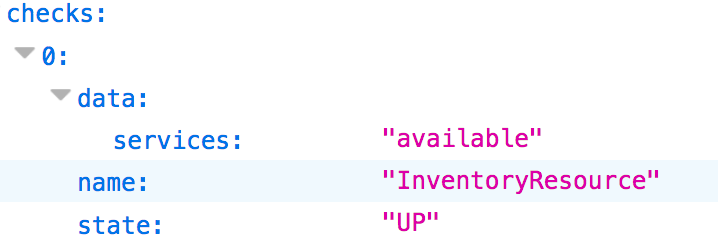 checks:
0:
data:
services: "available"
name: "InventoryResource"
state: "UP"